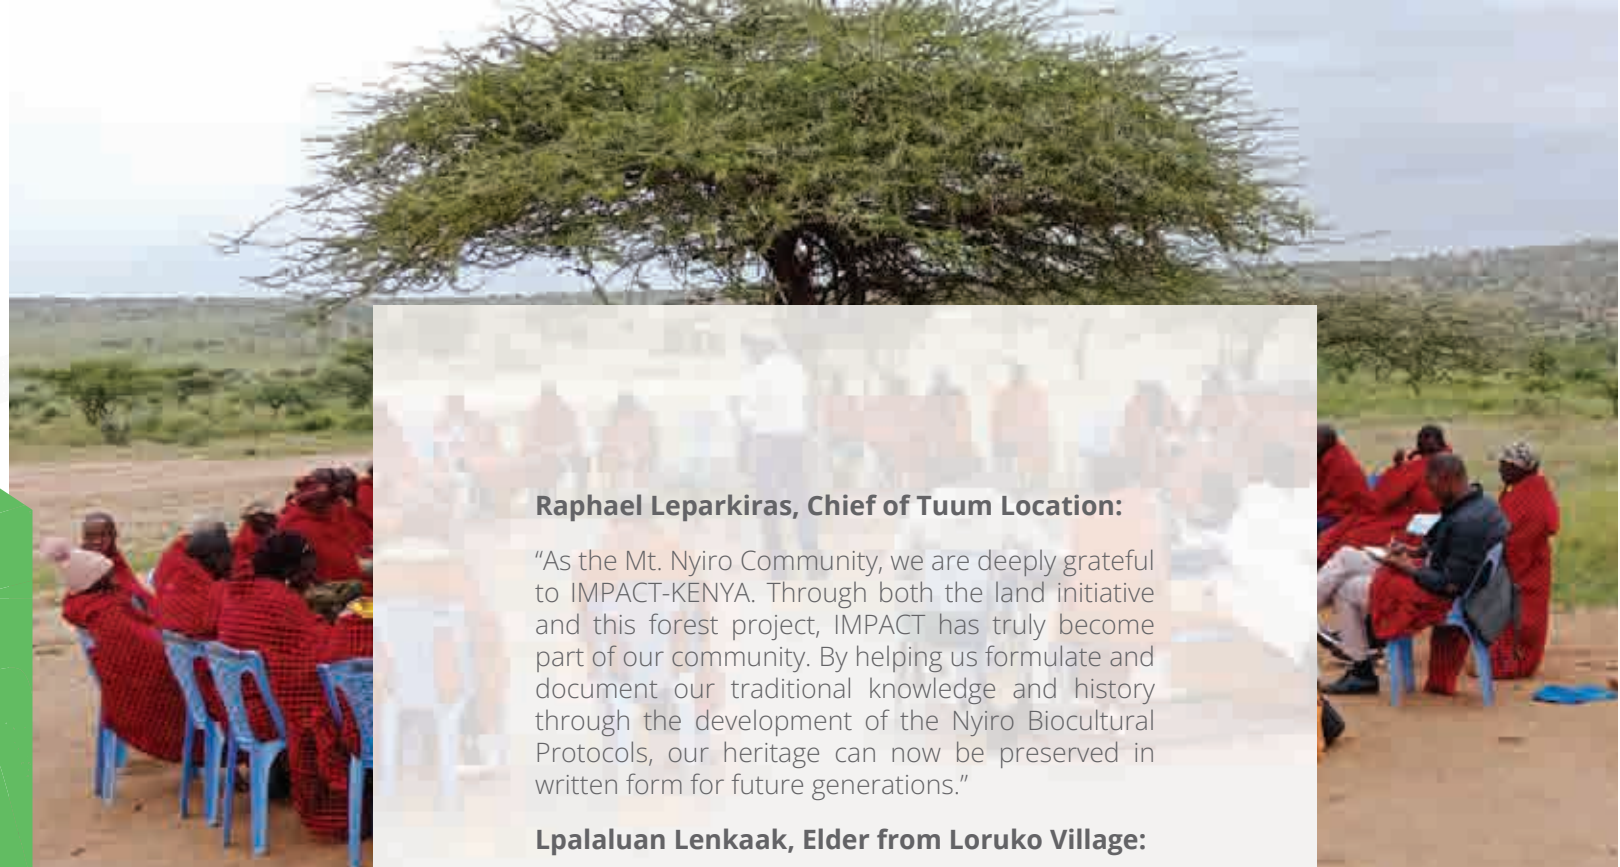 Raphael Leparkiras, Chief of Tuum Location:
“As the Mt. Nyiro Community, we are deeply grateful
to IMPACT-KENYA. Through both the land initiative
and this forest project, IMPACT has truly become
part of our community. By helping us formulate and
document our traditional knowledge and history
through the development of the Nyiro Biocultural
Protocols, our heritage can now be preserved in
written form for future generations.”
Lpalaluan Lenkaak, Elder from Loruko Village: